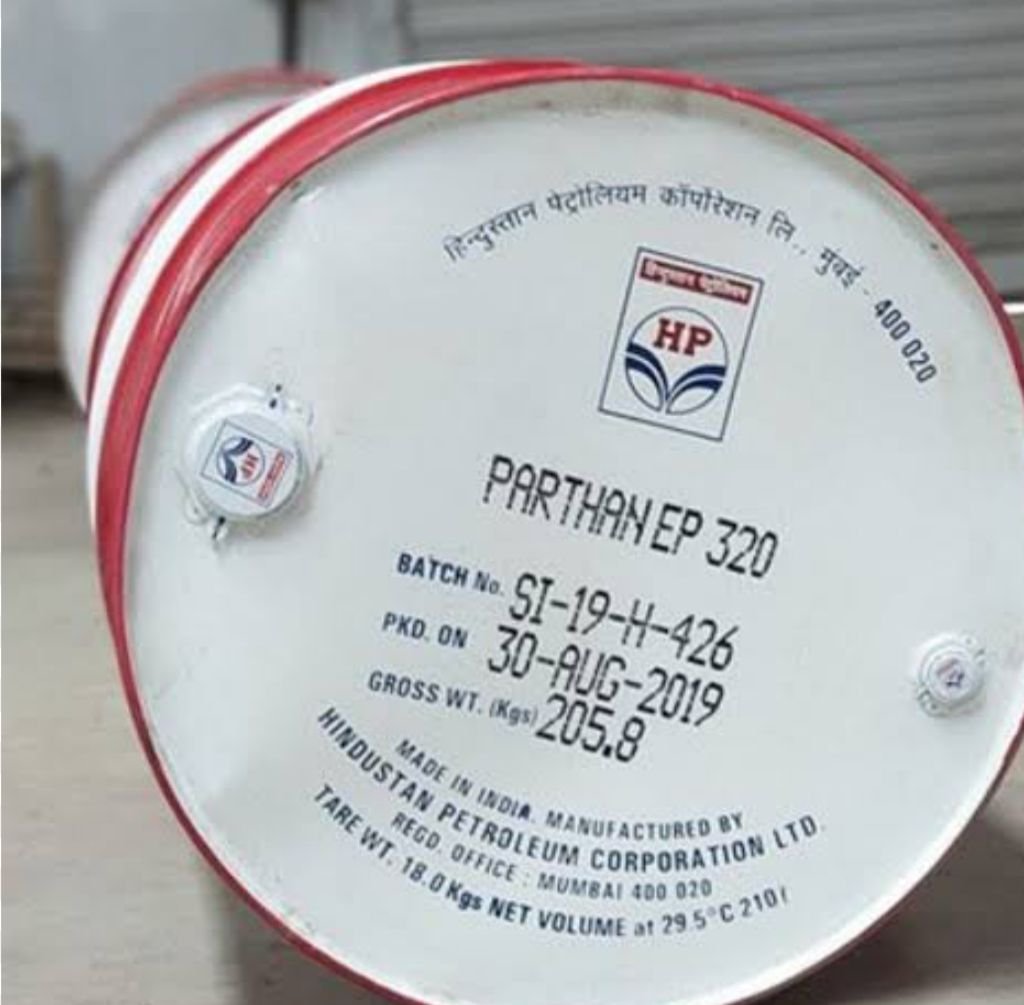 हिन्दुस्तान पेट्रोलियम कॉर्पोरेशन लि., मुंबई - 400 020
हिन्दुस्तान पेट्रोलियम
HP
HP
PARTHAN EP 320
BATCH No. SI-19-H-426
PKD. ON 30-AUG-2019
GROSS WT. (Kgs) 205.8
MADE IN INDIA. MANUFACTURED BY
HINDUSTAN PETROLEUM CORPORATION LTD.
REGD. OFFICE : MUMBAI 400 020
TARE WT. 18.0 Kgs NET VOLUME at 29.5°C 210 l